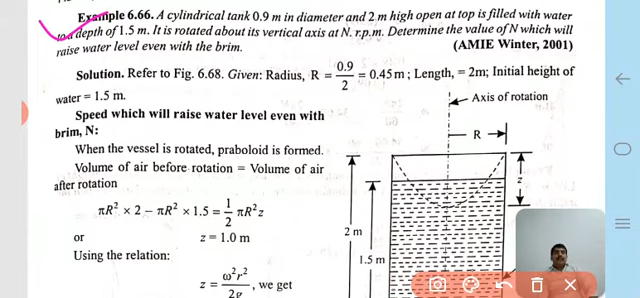 Example 6.66. A cylindrical tank 0.9 m in diameter and 2 m high open at top is filled with water
to a depth of 1.5 m. It is rotated about its vertical axis at N. r.p.m. Determine the value of N which will
raise water level even with the brim. (AMIE Winter, 2001)
Solution. Refer to Fig. 6.68. Given: Radius, R = 0.9/2 = 0.45 m ; Length, = 2m; Initial height of
water = 1.5 m.
Speed which will raise water level even with
brim, N:
When the vessel is rotated, praboloid is formed.
Volume of air before rotation = Volume of air
after rotation
πR² × 2 – πR² × 1.5 = 1/2 πR²z
or z = 1.0 m
Using the relation:
z = ω²r²/2g, we get
Axis of rotation
R
z
2 m
1.5 m